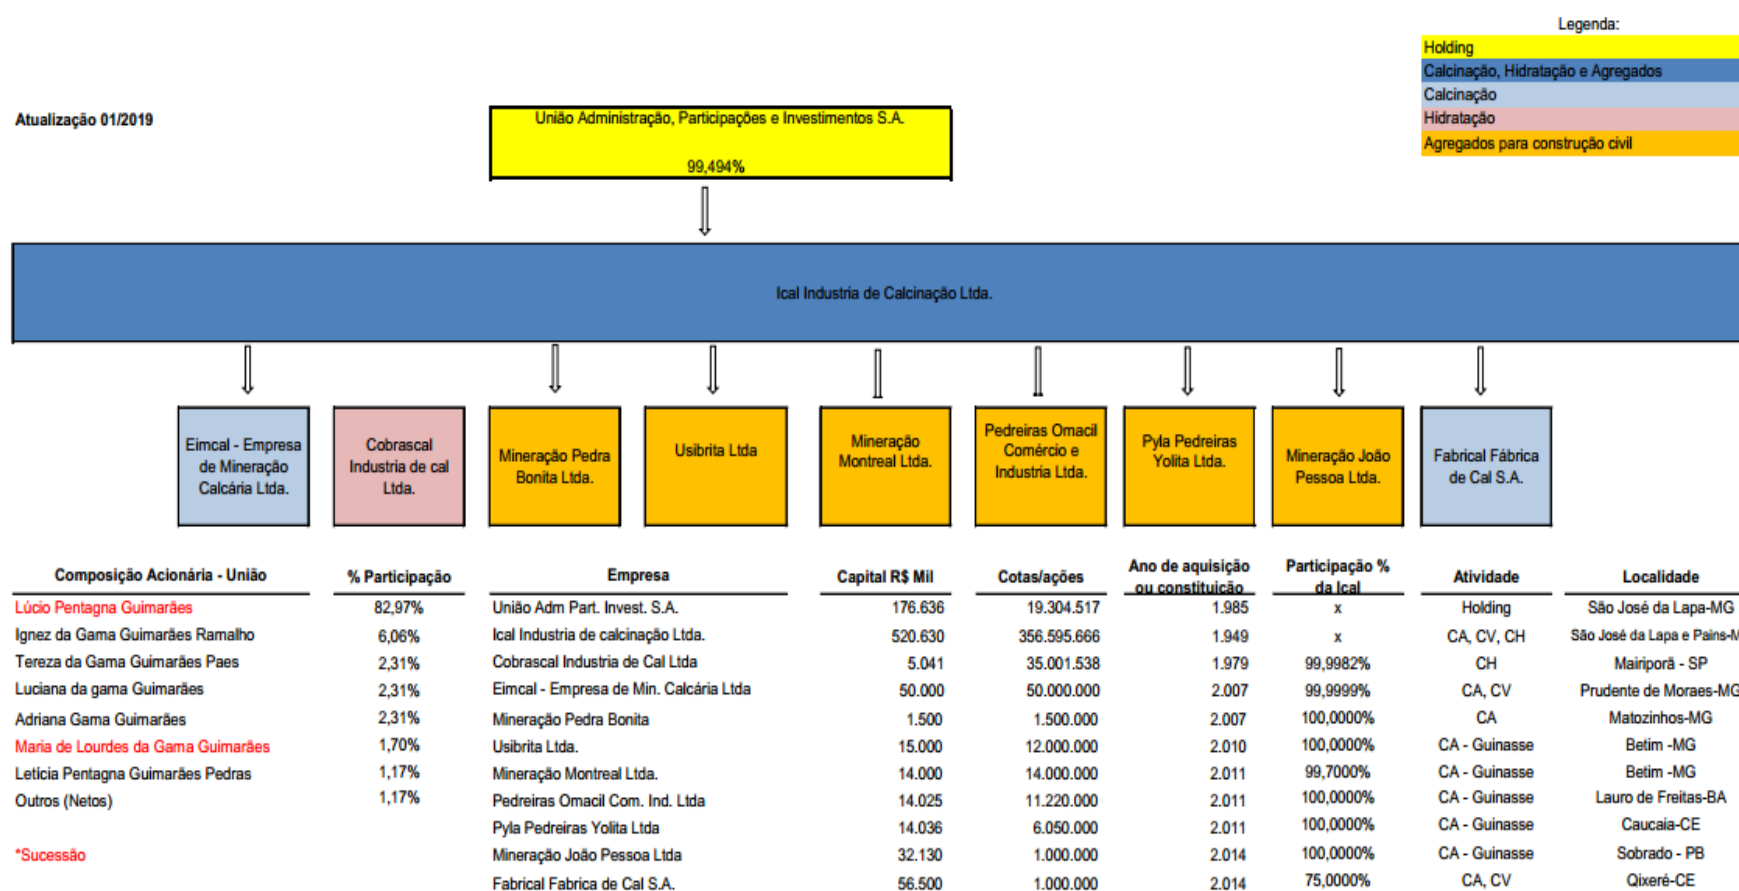 Legenda:
Holding
Calcinação, Hidratação e Agregados
Calcinação
Hidratação
Agregados para construção civil
Atualização 01/2019
União Administração, Participações e Investimentos S.A.
99,494%
Ical Industria de Calcinação Ltda.
Eimcal - Empresa
de Mineração
Calcária Ltda.
Cobrascal
Industria de cal
Ltda.
Mineração Pedra
Bonita Ltda.
Usibrita Ltda
Mineração
Montreal Ltda.
Pedreiras Omacil
Comércio e
Industria Ltda.
Pyla Pedreiras
Yolita Ltda.
Mineração João
Pessoa Ltda.
Fabrical Fábrica
de Cal S.A.
Composição Acionária - União % Participação
Lúcio Pentagna Guimarães 82,97%
Ignez da Gama Guimarães Ramalho 6,06%
Tereza da Gama Guimarães Paes 2,31%
Luciana da gama Guimarães 2,31%
Adriana Gama Guimarães 2,31%
Maria de Lourdes da Gama Guimarães 1,70%
Letícia Pentagna Guimarães Pedras 1,17%
Outros (Netos) 1,17%
*Sucessão
Empresa Capital R$ Mil Cotas/ações Ano de aquisição ou constituição Participação % da Ical Atividade Localidade
União Adm Part. Invest. S.A. 176.636 19.304.517 1.985 x Holding São José da Lapa-MG
Ical Industria de calcinação Ltda. 520.630 356.595.666 1.949 x CA, CV, CH São José da Lapa e Pains-M
Cobrascal Industria de Cal Ltda 5.041 35.001.538 1.979 99,9982% CH Mairiporã - SP
Eimcal - Empresa de Min. Calcária Ltda 50.000 50.000.000 2.007 99,9999% CA, CV Prudente de Moraes-MG
Mineração Pedra Bonita 1.500 1.500.000 2.007 100,0000% CA Matozinhos-MG
Usibrita Ltda. 15.000 12.000.000 2.010 100,0000% CA - Guinasse Betim -MG
Mineração Montreal Ltda. 14.000 14.000.000 2.011 99,7000% CA - Guinasse Betim -MG
Pedreiras Omacil Com. Ind. Ltda 14.025 11.220.000 2.011 100,0000% CA - Guinasse Lauro de Freitas-BA
Pyla Pedreiras Yolita Ltda 14.036 6.050.000 2.011 100,0000% CA - Guinasse Caucaia-CE
Mineração João Pessoa Ltda 32.130 1.000.000 2.014 100,0000% CA - Guinasse Sobrado - PB
Fabrical Fabrica de Cal S.A. 56.500 1.000.000 2.014 75,0000% CA, CV Qixeré-CE